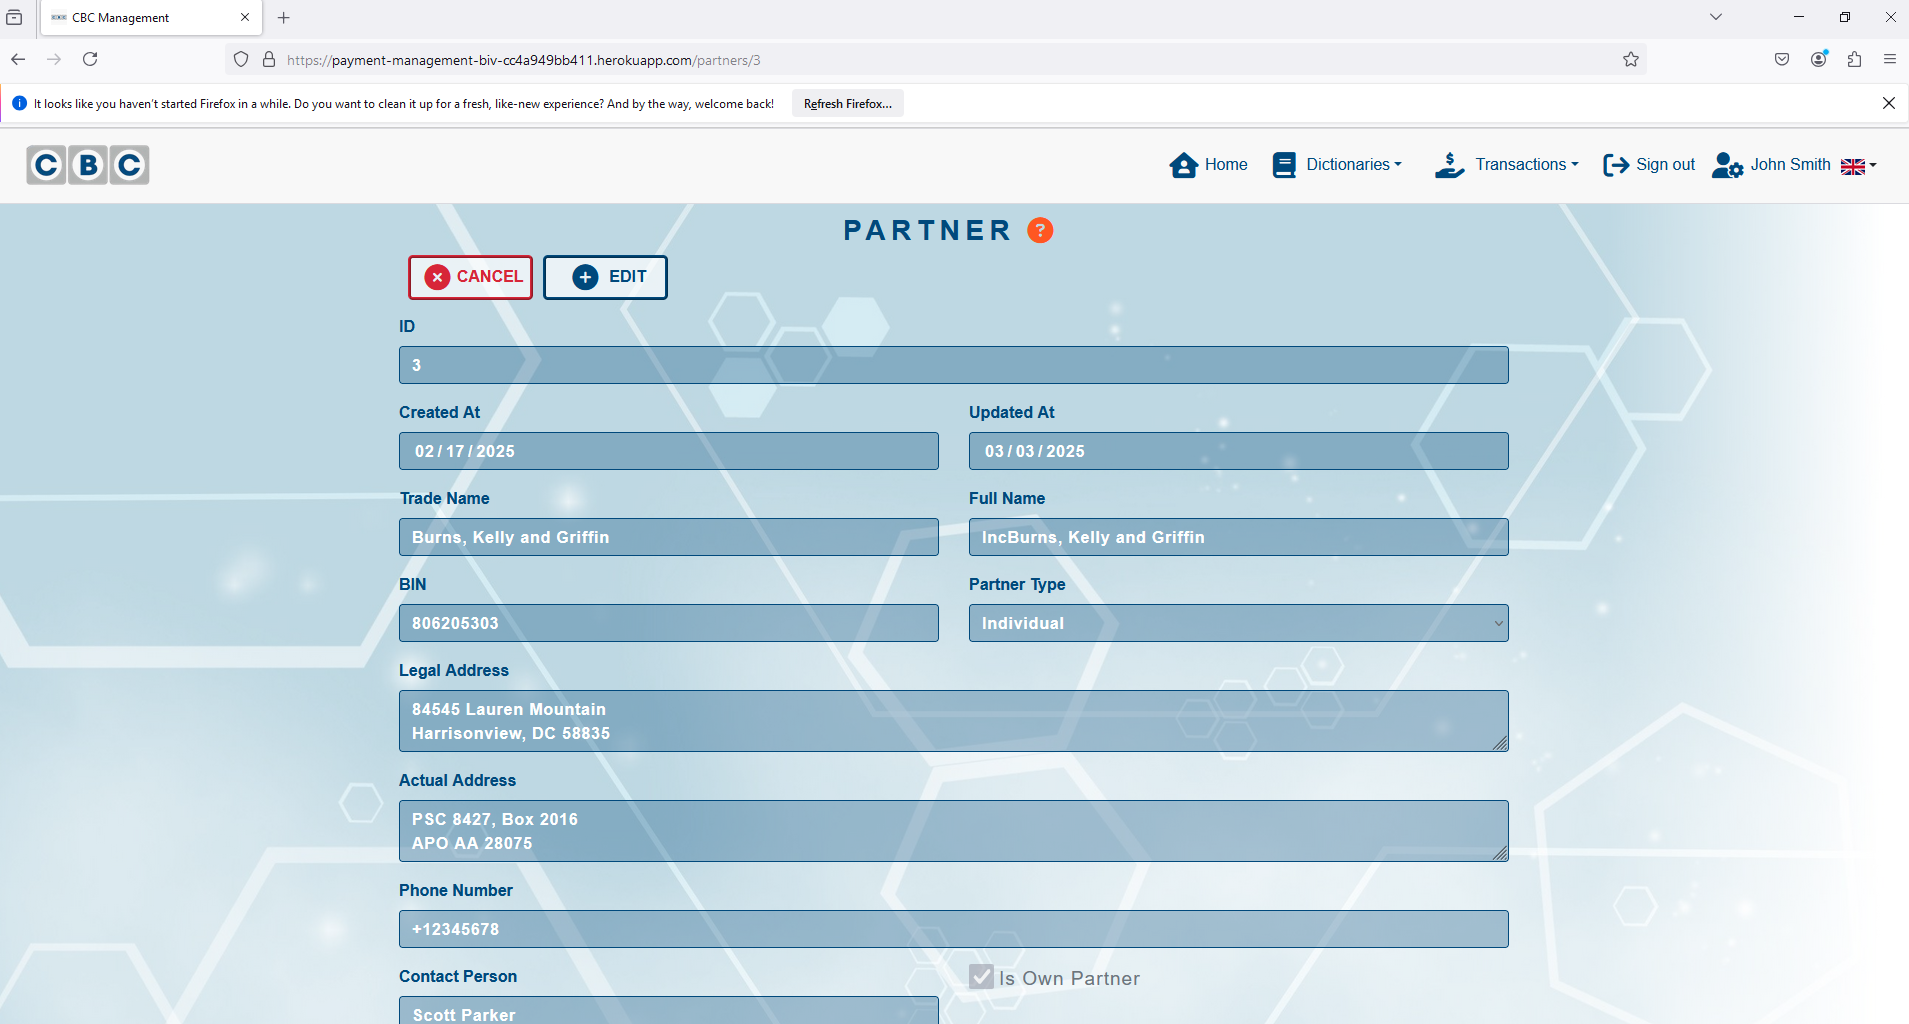 CBC Management
https://payment-management-biv-cc4a949bb411.herokuapp.com/partners/3
It looks like you haven't started Firefox in a while. Do you want to clean it up for a fresh, like-new experience? And by the way, welcome back! Refresh Firefox...
CBC Home Dictionaries Transactions Sign out John Smith
PARTNER ?
CANCEL EDIT
ID
3
Created At Updated At
02/17/2025 03/03/2025
Trade Name Full Name
Burns, Kelly and Griffin IncBurns, Kelly and Griffin
BIN Partner Type
806205303 Individual
Legal Address
84545 Lauren Mountain
Harrisonview, DC 58835
Actual Address
PSC 8427, Box 2016
APO AA 28075
Phone Number
+12345678
Contact Person Is Own Partner
Scott Parker